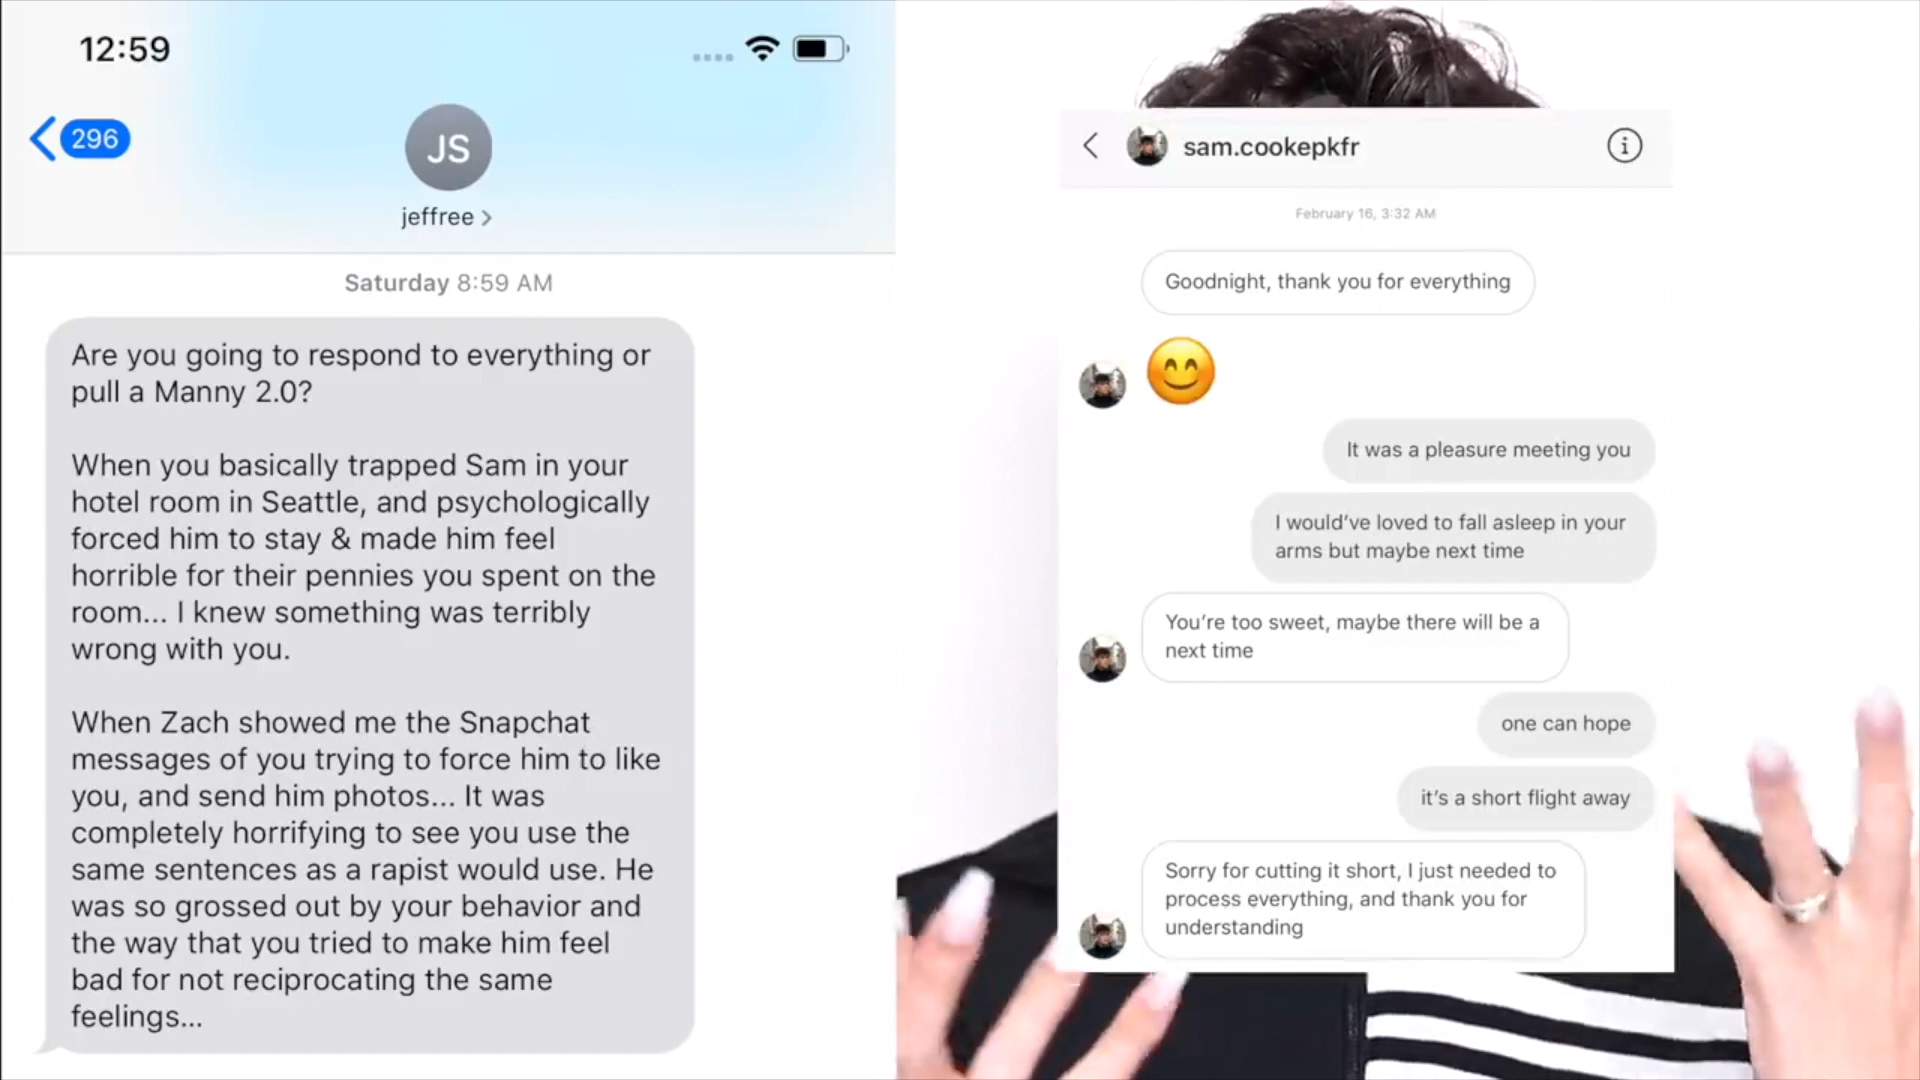 12:59
296
JS
jeffree
Saturday 8:59 AM
Are you going to respond to everything or
pull a Manny 2.0?
When you basically trapped Sam in your
hotel room in Seattle, and psychologically
forced him to stay & made him feel
horrible for their pennies you spent on the
room... I knew something was terribly
wrong with you.
When Zach showed me the Snapchat
messages of you trying to force him to like
you, and send him photos... It was
completely horrifying to see you use the
same sentences as a rapist would use. He
was so grossed out by your behavior and
the way that you tried to make him feel
bad for not reciprocating the same
feelings...
sam.cookepkfr
February 16, 3:32 AM
Goodnight, thank you for everything
It was a pleasure meeting you
I would've loved to fall asleep in your
arms but maybe next time
You're too sweet, maybe there will be a
next time
one can hope
it's a short flight away
Sorry for cutting it short, I just needed to
process everything, and thank you for
understanding